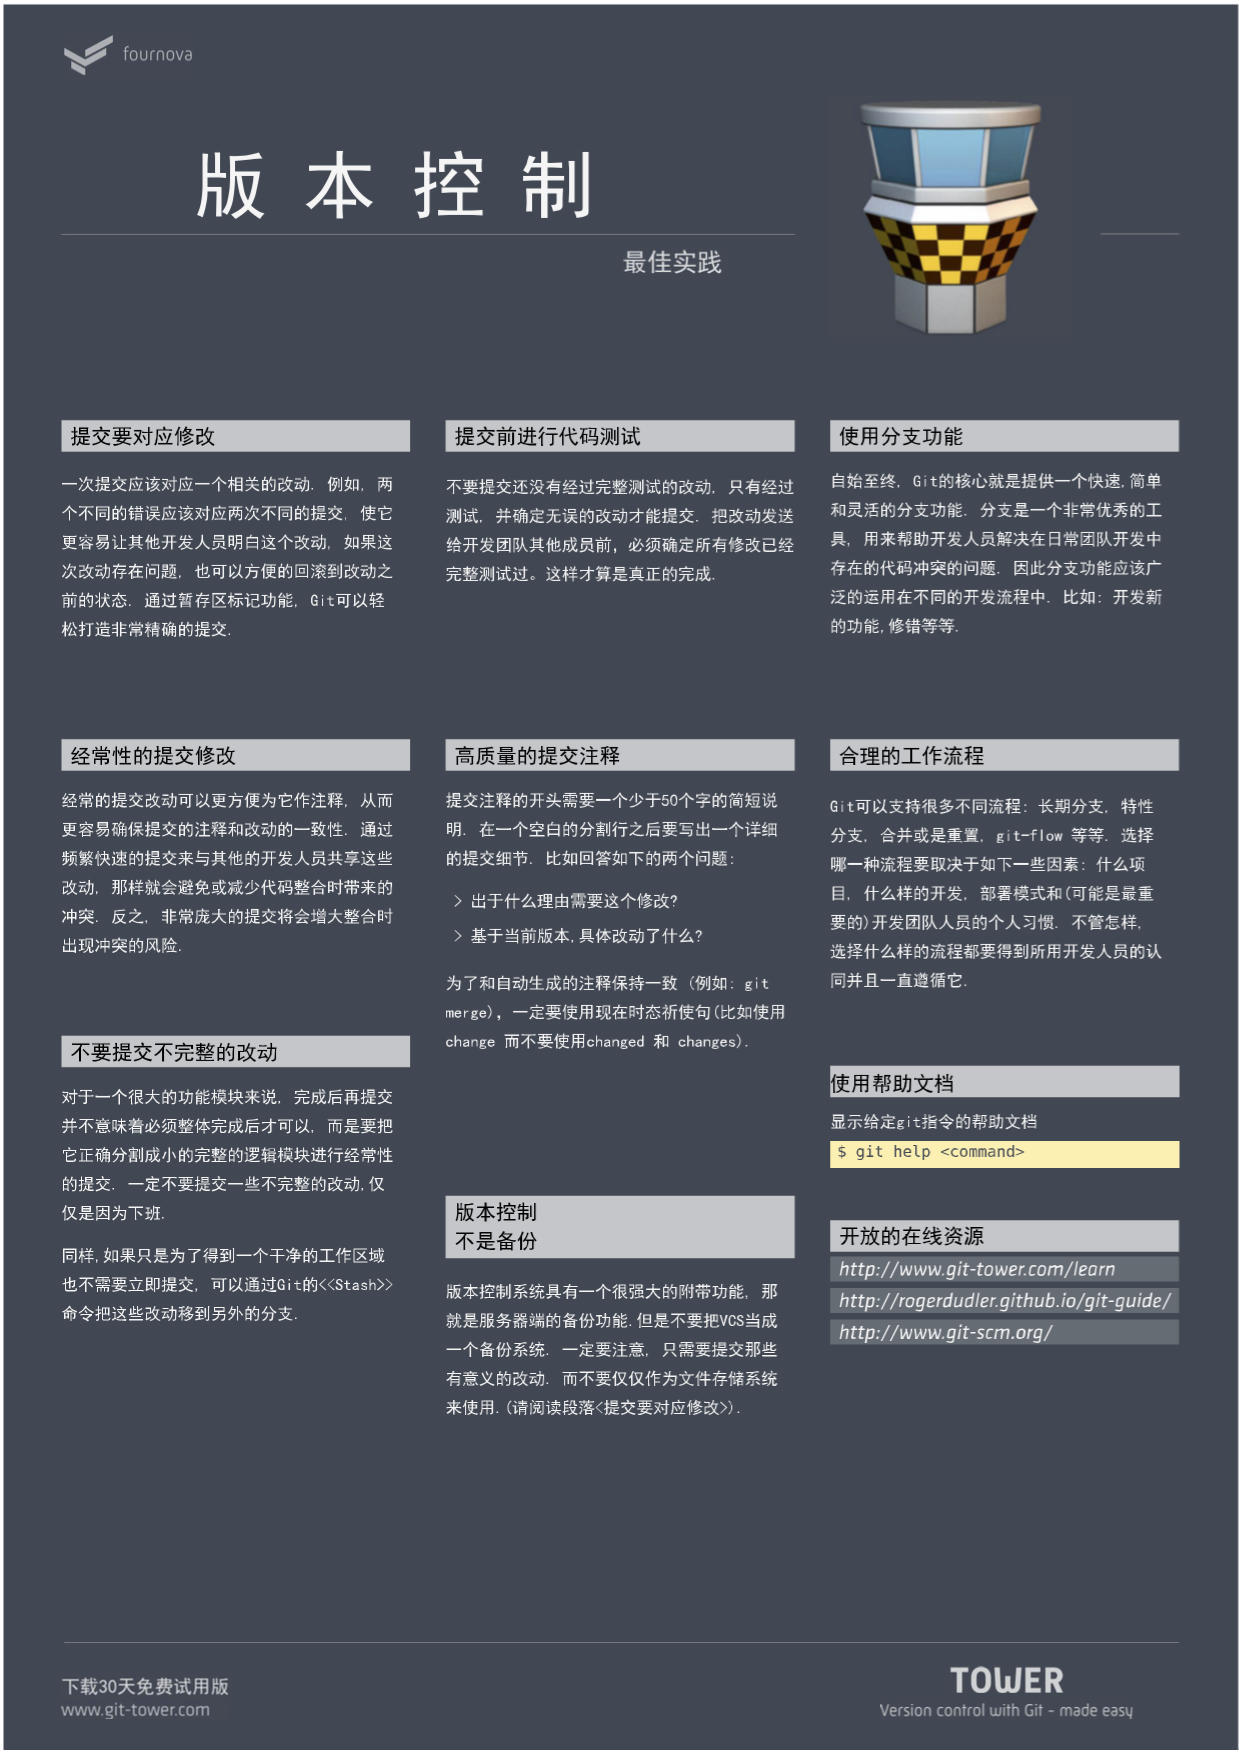 fournova
版本控制
最佳实践
提交要对应修改
一次提交应该对应一个相关的改动. 例如, 两
个不同的错误应该对应两次不同的提交, 使它
更容易让其他开发人员明白这个改动, 如果这
次改动存在问题, 也可以方便的回滚到改动之
前的状态. 通过暂存区标记功能, Git可以轻
松打造非常精确的提交.
经常性的提交修改
经常的提交改动可以更方便为它作注释, 从而
更容易确保提交的注释和改动的一致性. 通过
频繁快速的提交来与其他的开发人员共享这些
改动, 那样就会避免或减少代码整合时带来的
冲突. 反之, 非常庞大的提交将会增大整合时
出现冲突的风险.
不要提交不完整的改动
对于一个很大的功能模块来说, 完成后再提交
并不意味着必须整体完成后才可以, 而是要把
它正确分割成小的完整的逻辑模块进行经常性
的提交. 一定不要提交一些不完整的改动,仅
仅是因为下班.
同样,如果只是为了得到一个干净的工作区域
也不需要立即提交, 可以通过Git的<<Stash>>
命令把这些改动移到另外的分支.
提交前进行代码测试
不要提交还没有经过完整测试的改动, 只有经过
测试, 并确定无误的改动才能提交. 把改动发送
给开发团队其他成员前, 必须确定所有修改已经
完整测试过。这样才算是真正的完成.
高质量的提交注释
提交注释的开头需要一个少于50个字的简短说
明. 在一个空白的分割行之后要写出一个详细
的提交细节. 比如回答如下的两个问题:
> 出于什么理由需要这个修改?
> 基于当前版本,具体改动了什么?
为了和自动生成的注释保持一致 (例如: git
merge), 一定要使用现在时态祈使句(比如使用
change 而不要使用changed 和 changes).
版本控制
不是备份
版本控制系统具有一个很强大的附带功能, 那
就是服务器端的备份功能.但是不要把VCS当成
一个备份系统. 一定要注意, 只需要提交那些
有意义的改动. 而不要仅仅作为文件存储系统
来使用.(请阅读段落<提交要对应修改>).
使用分支功能
自始至终, Git的核心就是提供一个快速,简单
和灵活的分支功能. 分支是一个非常优秀的工
具, 用来帮助开发人员解决在日常团队开发中
存在的代码冲突的问题. 因此分支功能应该广
泛的运用在不同的开发流程中. 比如: 开发新
的功能,修错等等.
合理的工作流程
Git可以支持很多不同流程: 长期分支, 特性
分支, 合并或是重置, git-flow 等等. 选择
哪一种流程要取决于如下一些因素: 什么项
目, 什么样的开发, 部署模式和(可能是最重
要的)开发团队人员的个人习惯. 不管怎样,
选择什么样的流程都要得到所用开发人员的认
同并且一直遵循它.
使用帮助文档
显示给定git指令的帮助文档
$ git help <command>
开放的在线资源
http://www.git-tower.com/learn
http://rogerdudler.github.io/git-guide/
http://www.git-scm.org/
下载30天免费试用版
www.git-tower.com
TOWER
Version control with Git - made easy